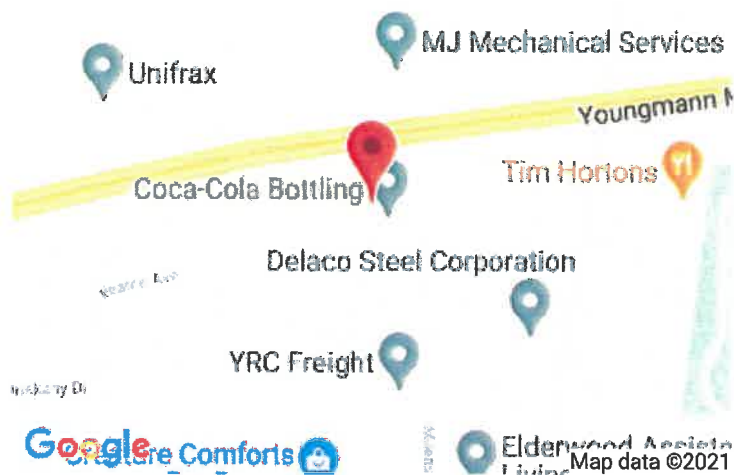 MJ Mechanical Services
Unifrax
Youngmann
Tim Hortons
Coca-Cola Bottling
Delaco Steel Corporation
YRC Freight
Google
Comforts
Elderwood
Map data ©2021